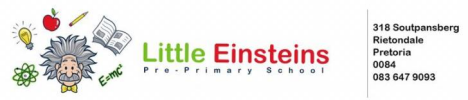 Little Einsteins
Pre-Primary School
E=mc²
318 Soutpansberg
Rietondale
Pretoria
0084
083 647 9093